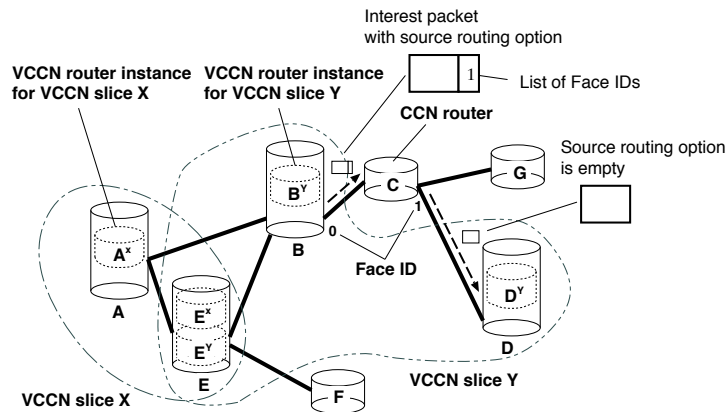 Interest packet
with source routing option
1
List of Face IDs
VCCN router instance
for VCCN slice X
VCCN router instance
for VCCN slice Y
CCN router
Source routing option
is empty
B^Y
C
G
B
0
1
A^X
Face ID
A
E^X
E^Y
E
D^Y
D
F
VCCN slice X
VCCN slice Y